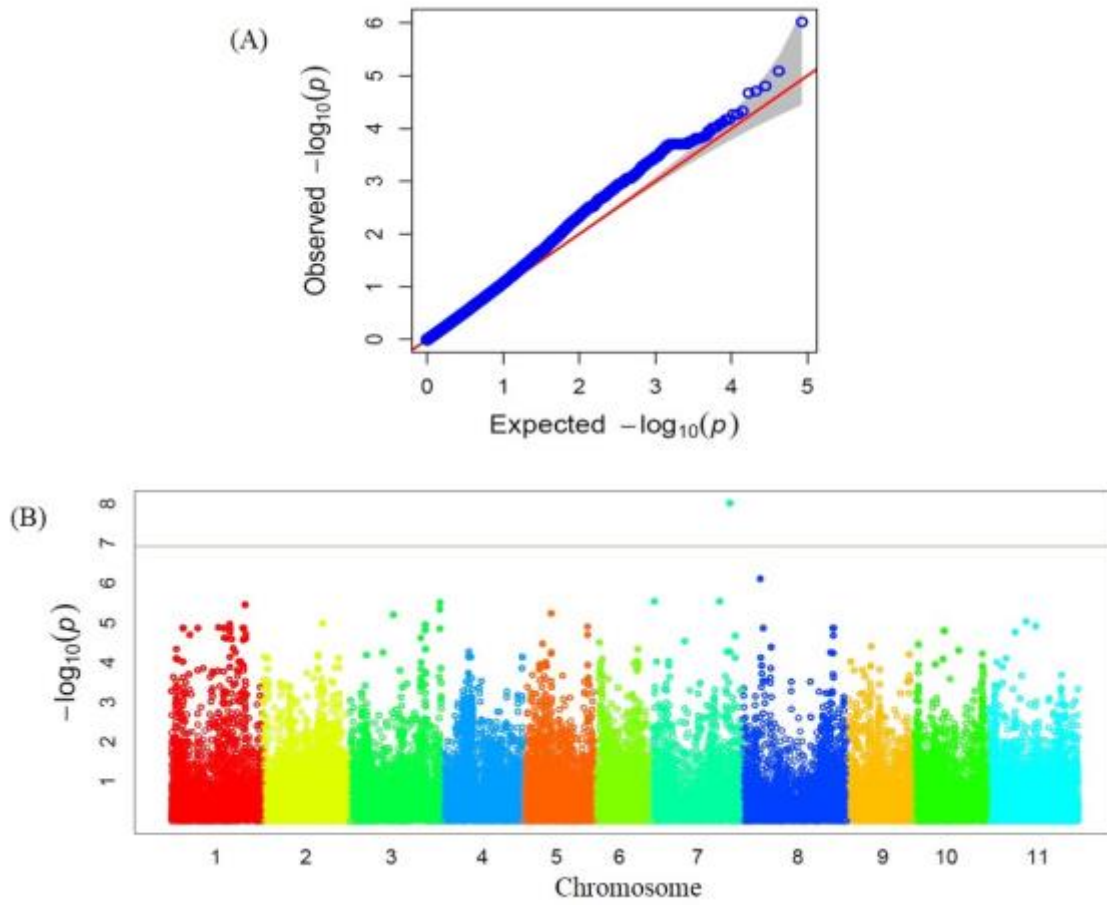 (A)
Observed −log10(p)
6
5
4
3
2
1
0
0 1 2 3 4 5
Expected −log10(p)
(B)
−log10(p)
8
7
6
5
4
3
2
1
1 2 3 4 5 6 7 8 9 10 11
Chromosome